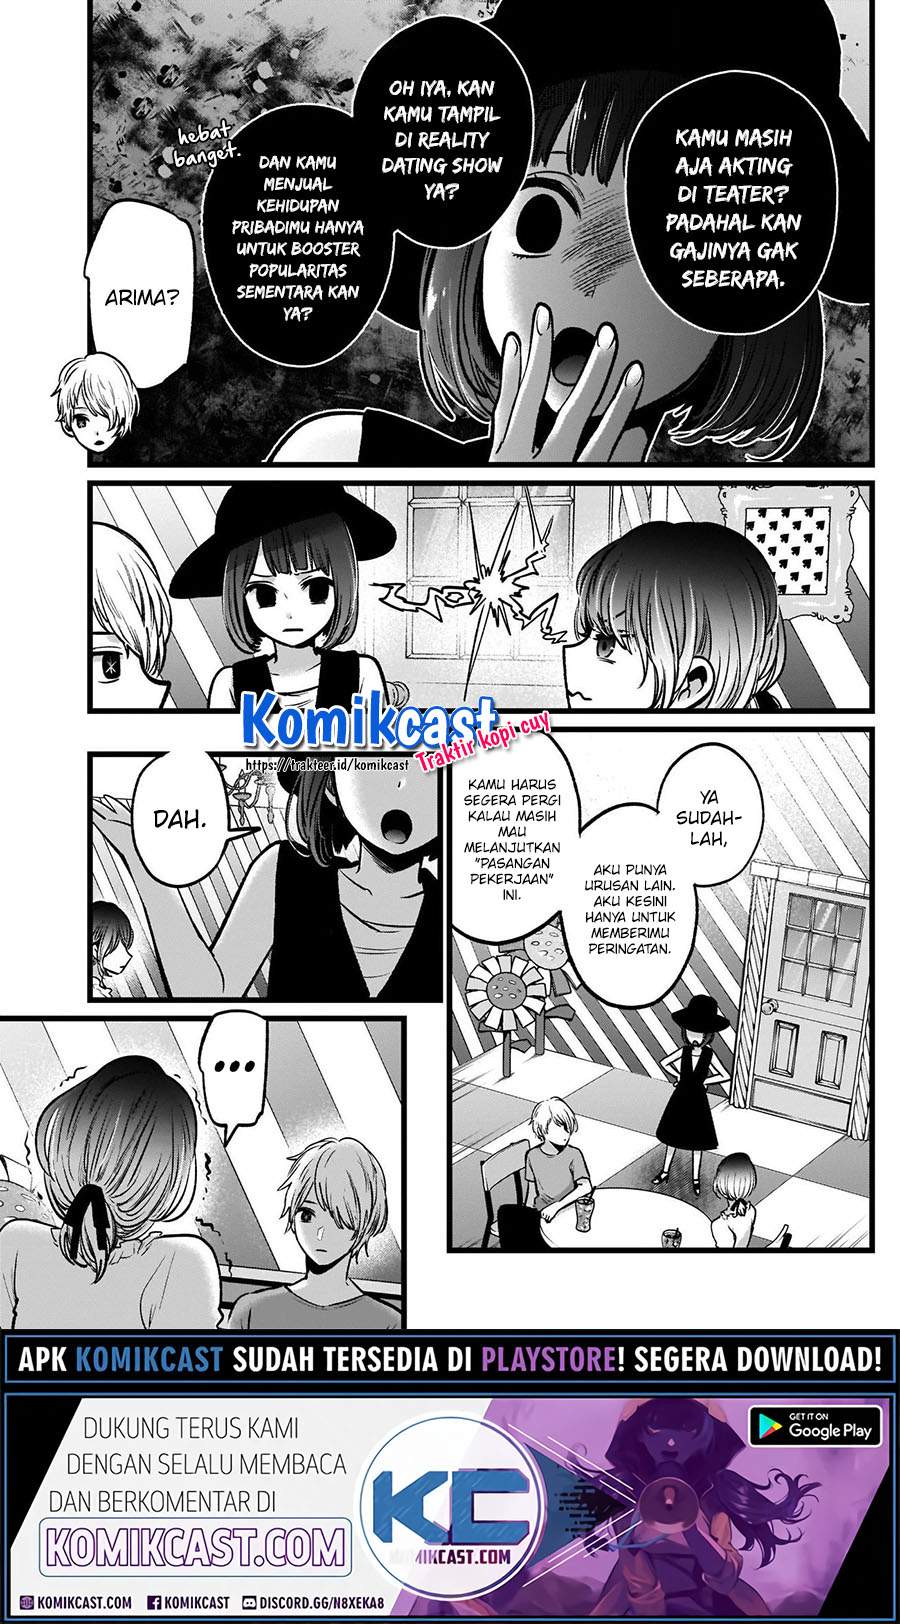 KAMU MASIH
AJA AKTING
DI TEATER?
PADAHAL KAN
GAJINYA GAK
SEBERAPA.
OH IYA, KAN
KAMU TAMPIL
DI REALITY
DATING SHOW
YA?
DAN KAMU
MENJUAL
KEHIDUPAN
PRIBADIMU HANYA
UNTUK BOOSTER
POPULARITAS
SEMENTARA KAN
YA?
hebat
banget.
ARIMA?
Komikcast
Traktir kopi cuy
https://trakteer.id/komikcast
YA
SUDAH-
LAH,
AKU PUNYA
URUSAN LAIN.
AKU KESINI
HANYA UNTUK
MEMBERIMU
PERINGATAN.
KAMU HARUS
SEGERA PERGI
KALAU MASIH
MAU
MELANJUTKAN
"PASANGAN
PEKERJAAN"
INI.
DAH.
...
APK KOMIKCAST SUDAH TERSEDIA DI PLAYSTORE! SEGERA DOWNLOAD!
DUKUNG TERUS KAMI
DENGAN SELALU MEMBACA
DAN BERKOMENTAR DI
KOMIKCAST.COM
KC
KOMIKCAST.COM
GET IT ON
Google Play
KOMIKCAST.COM
KOMIKCAST
DISCORD.GG/N8XEKA8